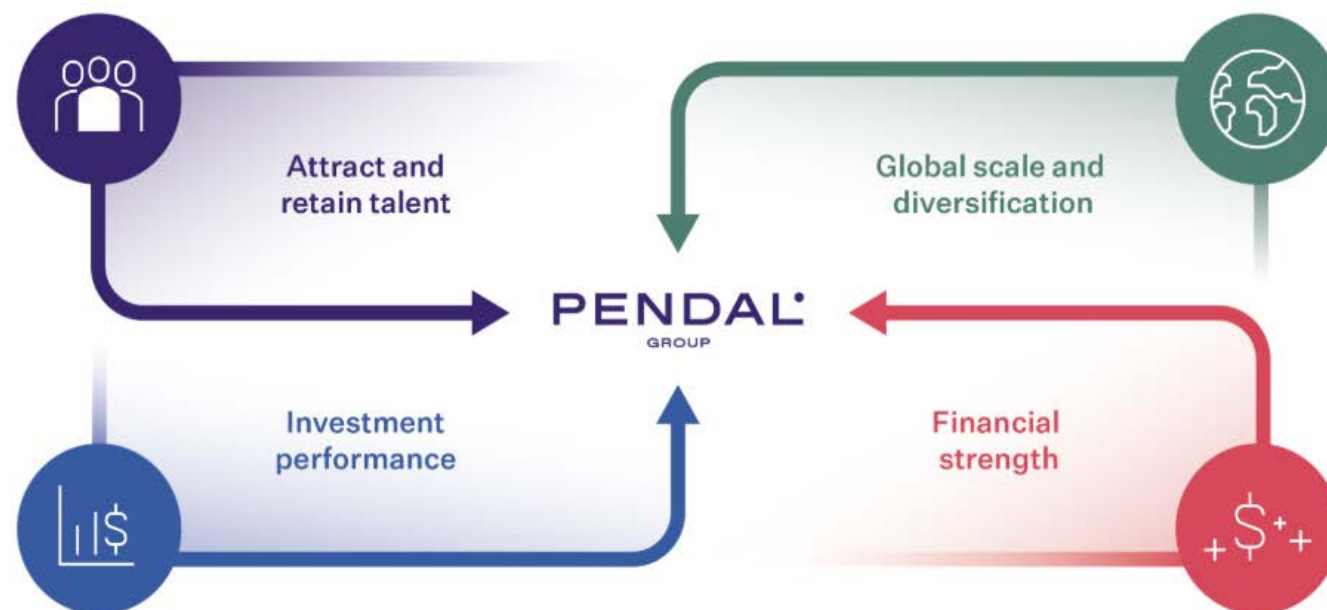 Attract and
retain talent
Global scale and
diversification
PENDAL
GROUP
Investment
performance
Financial
strength